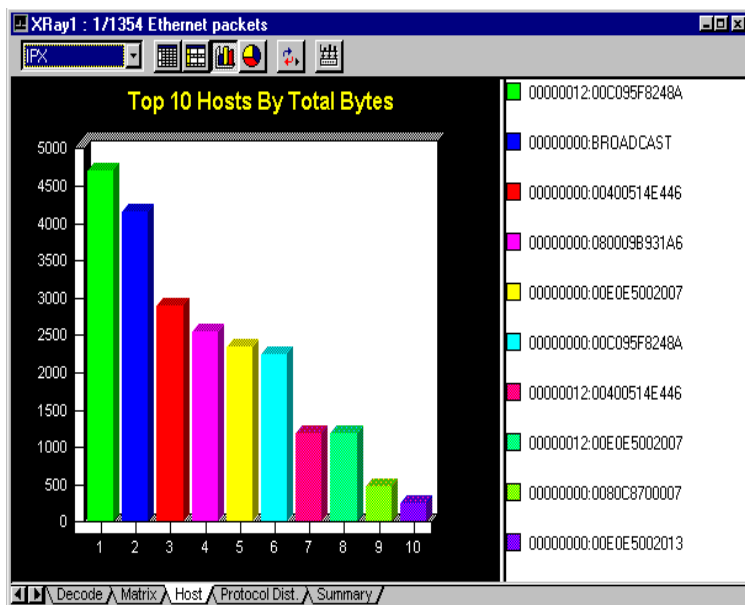 XRay1 : 1/1354 Ethernet packets
IPX
Top 10 Hosts By Total Bytes
5000
4500
4000
3500
3000
2500
2000
1500
1000
500
0
1 2 3 4 5 6 7 8 9 10
00000012:00C095F8248A
00000000:BROADCAST
00000000:00400514E446
00000000:080009B931A6
00000000:00E0E5002007
00000000:00C095F8248A
00000012:00400514E446
00000012:00E0E5002007
00000000:0080C8700007
00000000:00E0E5002013
Decode Matrix Host Protocol Dist. Summary